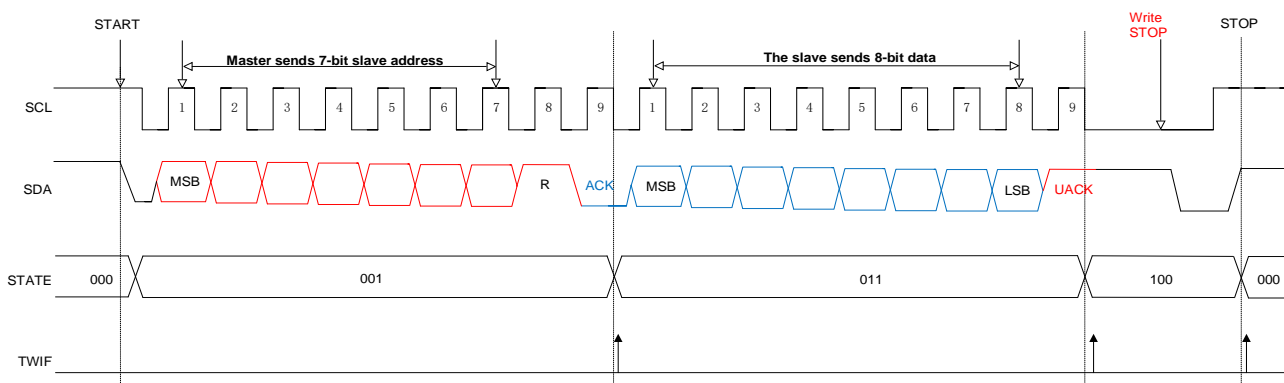 START
Write
STOP
STOP
Master sends 7-bit slave address
The slave sends 8-bit data
SCL
1 2 3 4 5 6 7 8 9 1 2 3 4 5 6 7 8 9
SDA
MSB R ACK MSB LSB UACK
STATE 000 001 011 100 000
TWIF